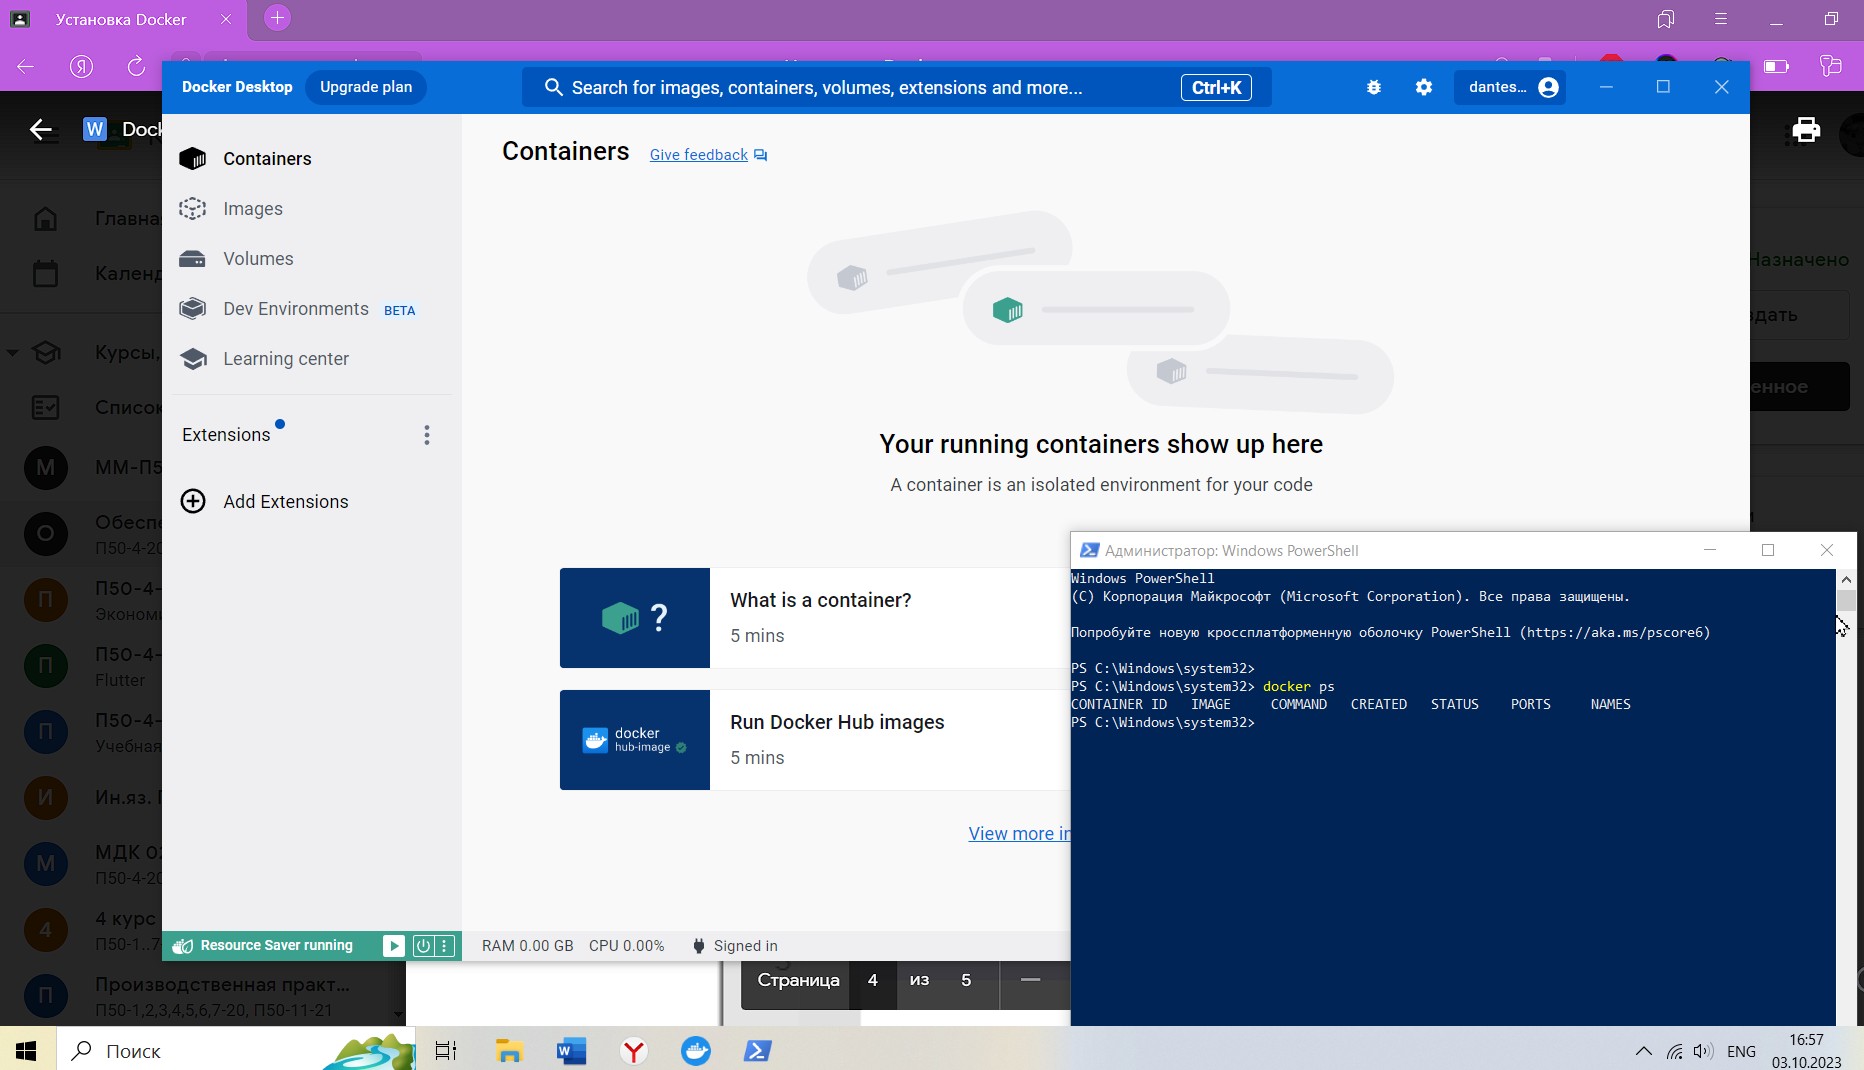 Установка Docker
Docker Desktop
Upgrade plan
Search for images, containers, volumes, extensions and more...
Ctrl+K
dantes...
W
Dock
Главна
Календ
Курсы,
Список
М
ММ-П5
О
Обеспе
П50-4-20
П
П50-4-
Эконом
П
П50-4-
Flutter
П
П50-4-
Учебная
И
Ин.яз. П
М
МДК 02
П50-4-20
4
4 курс
П50-1..7-
П
Производственная практ...
П50-1,2,3,4,5,6,7-20, П50-11-21
Containers
Images
Volumes
Dev Environments BETA
Learning center
Extensions
Add Extensions
Containers
Give feedback
Your running containers show up here
A container is an isolated environment for your code
?
What is a container?
5 mins
docker
hub-image
Run Docker Hub images
5 mins
View more in
Resource Saver running
RAM 0.00 GB CPU 0.00%
Signed in
Назначено
здать
енное
Администратор: Windows PowerShell
Windows PowerShell
(C) Корпорация Майкрософт (Microsoft Corporation). Все права защищены.
Попробуйте новую кроссплатформенную оболочку PowerShell (https://aka.ms/pscore6)
PS C:\Windows\system32>
PS C:\Windows\system32> docker ps
CONTAINER ID IMAGE COMMAND CREATED STATUS PORTS NAMES
PS C:\Windows\system32>
Страница 4 из 5
Поиск
ENG
16:57
03.10.2023